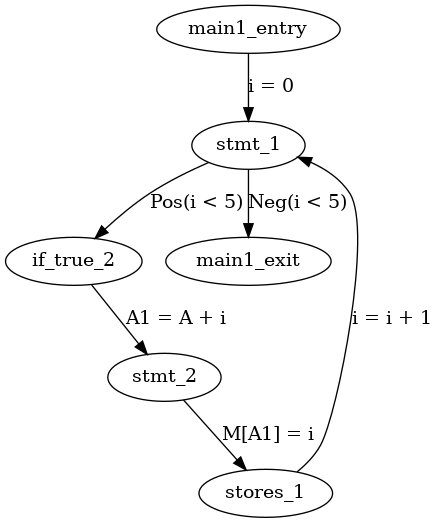 main1_entry
i = 0
stmt_1
Pos(i < 5)
Neg(i < 5)
if_true_2
main1_exit
A1 = A + i
i = i + 1
stmt_2
M[A1] = i
stores_1